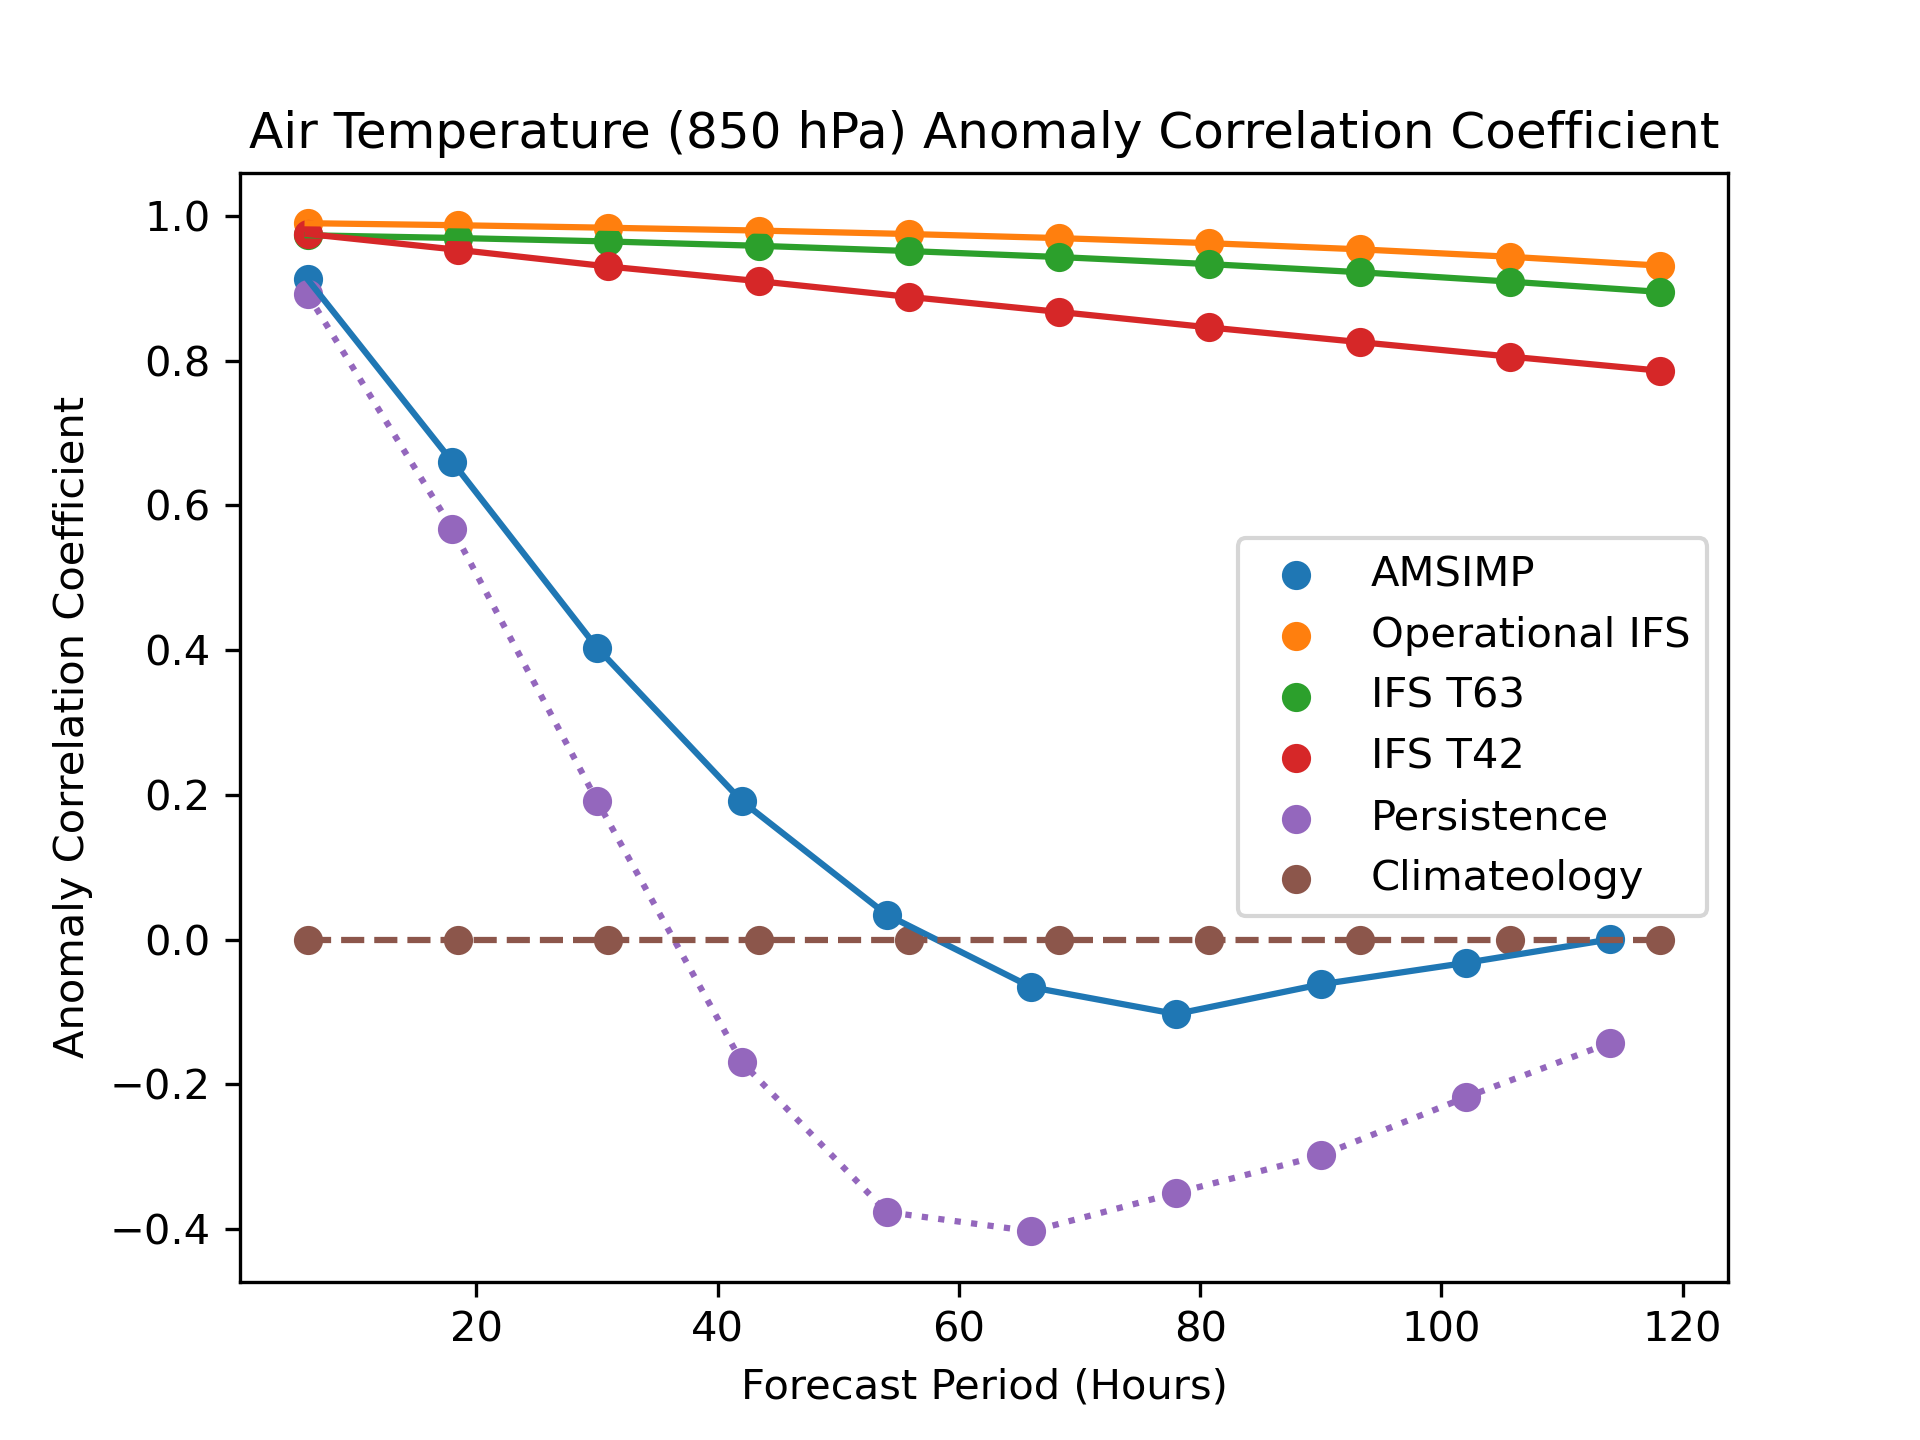 Air Temperature (850 hPa) Anomaly Correlation Coefficient
Anomaly Correlation Coefficient
1.0
0.8
0.6
0.4
0.2
0.0
−0.2
−0.4
AMSIMP
Operational IFS
IFS T63
IFS T42
Persistence
Climateology
20 40 60 80 100 120
Forecast Period (Hours)